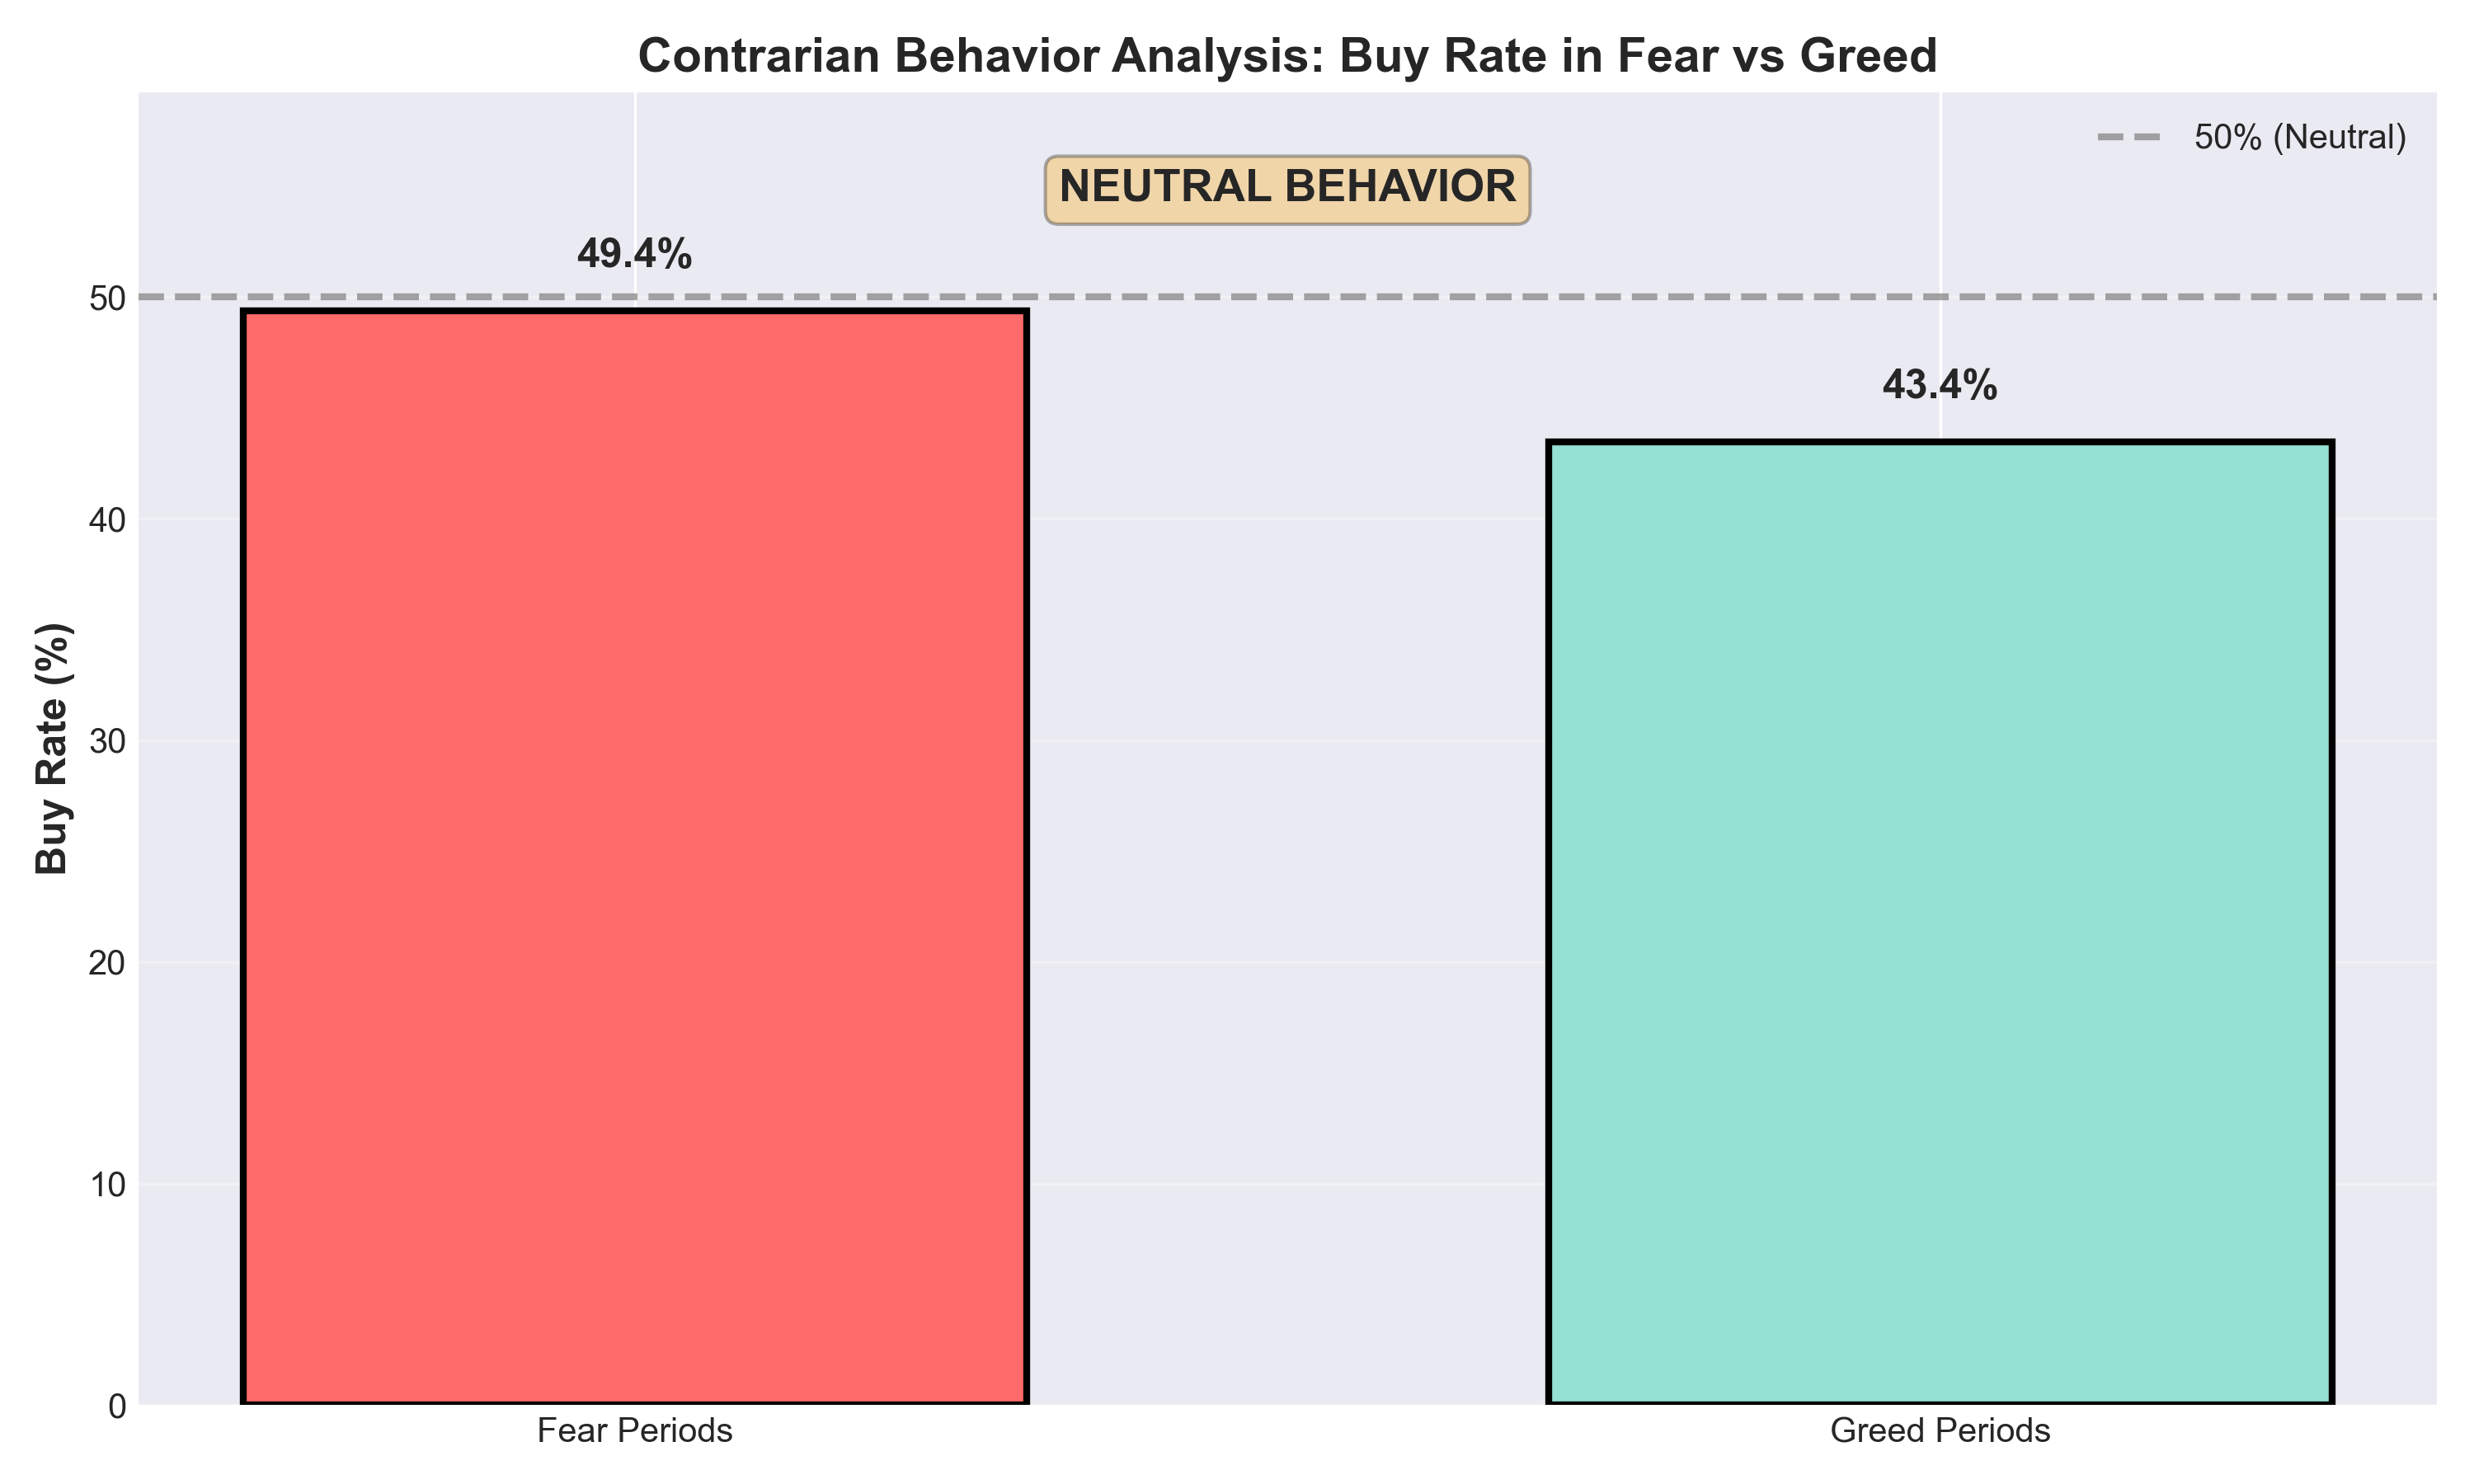 Contrarian Behavior Analysis: Buy Rate in Fear vs Greed
50% (Neutral)
NEUTRAL BEHAVIOR
49.4%
43.4%
Buy Rate (%)
50
40
30
20
10
0
Fear Periods
Greed Periods